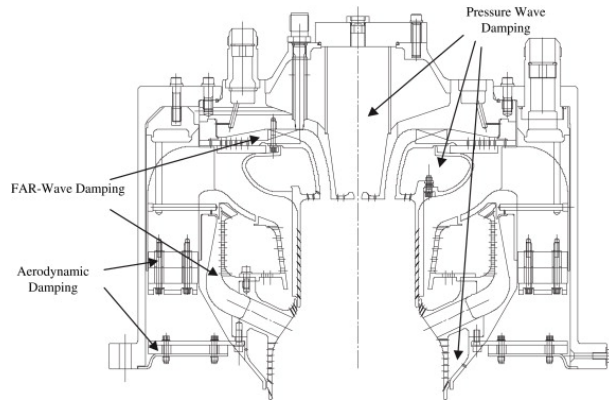 Pressure Wave
Damping
FAR-Wave Damping
Aerodynamic
Damping